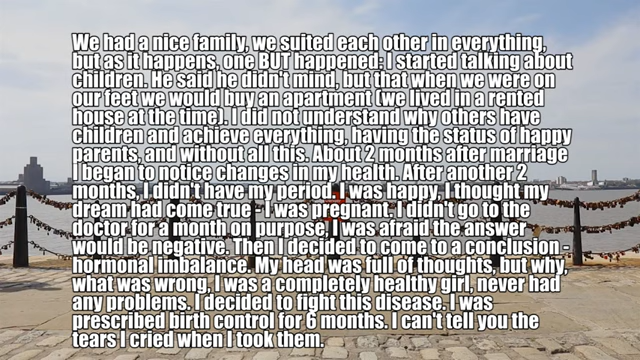 We had a nice family, we suited each other in everything,
but as it happens, one BUT happened: I started talking about
children. He said he didn't mind, but that when we were on
our feet we would buy an apartment (we lived in a rented
house at the time). I did not understand why others have
children and achieve everything, having the status of happy
parents, and without all this. About 2 months after marriage
I began to notice changes in my health. After another 2
months, I didn't have my period. I was happy, I thought my
dream had come true - I was pregnant. I didn't go to the
doctor for a month on purpose, I was afraid the answer
would be negative. Then I decided to come to a conclusion -
hormonal imbalance. My head was full of thoughts, but why,
what was wrong, I was a completely healthy girl, never had
any problems. I decided to fight this disease. I was
prescribed birth control for 6 months. I can't tell you the
tears I cried when I took them.